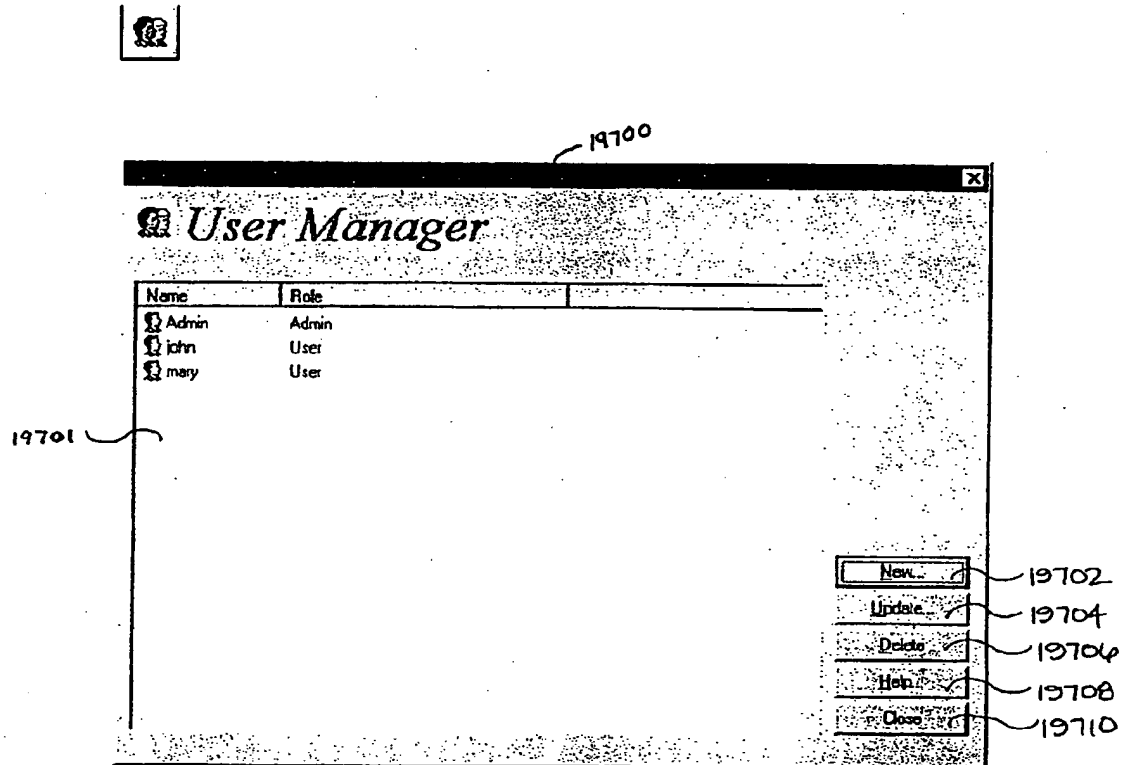 19700
User Manager
Name Role
Admin Admin
john User
mary User
19701
New... 19702
Update... 19704
Delete 19706
Help... 19708
Close 19710